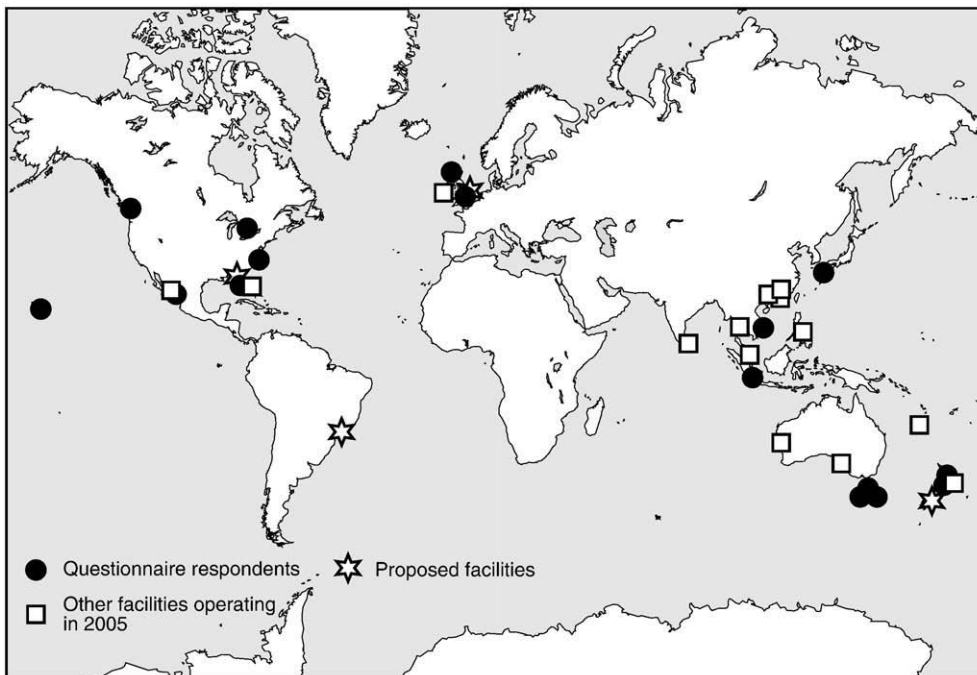 Questionnaire respondents
Proposed facilities
Other facilities operating
in 2005